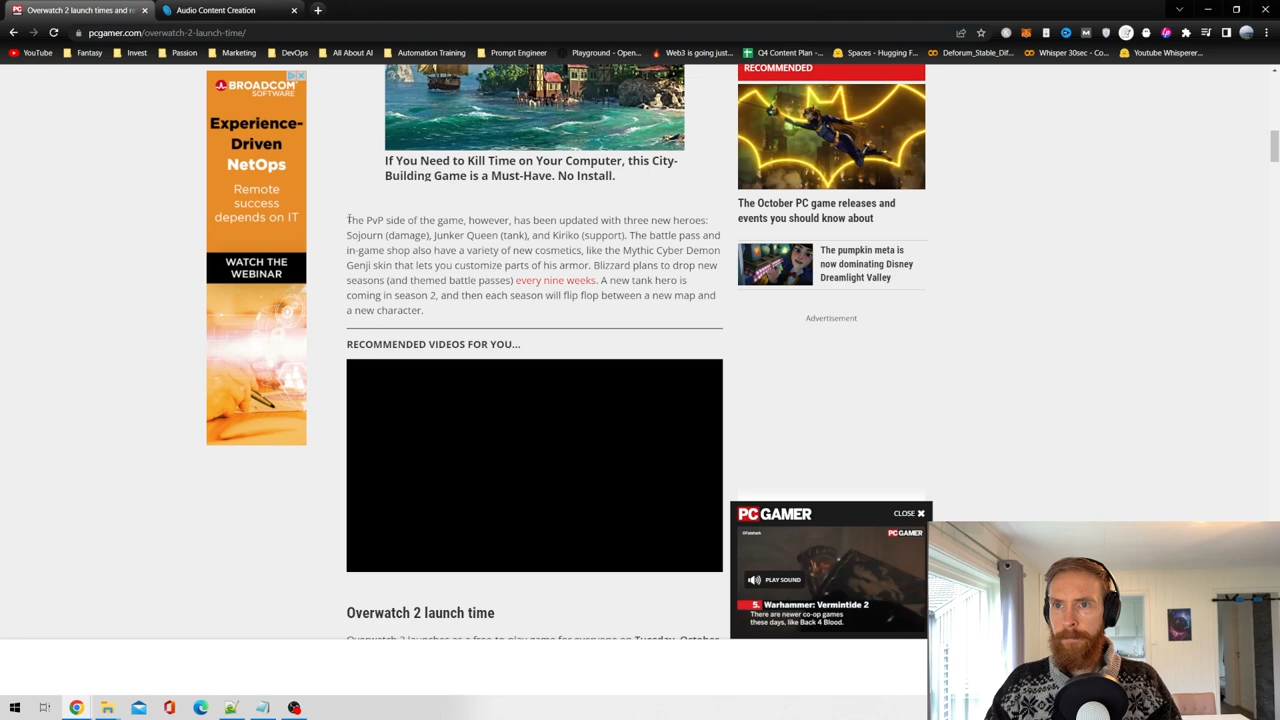 Overwatch 2 launch times and re
Audio Content Creation
pcgamer.com/overwatch-2-launch-time/
YouTube
Fantasy
Invest
Passion
Marketing
DevOps
All About AI
Automation Training
Prompt Engineer
Playground - Open...
Web3 is going just...
Q4 Content Plan -...
Spaces - Hugging F...
Deforum_Stable_Dif...
Whisper 30sec - Co...
Youtube Whisperer...
BROADCOM
SOFTWARE
Experience-
Driven
NetOps
Remote
success
depends on IT
WATCH THE
WEBINAR
If You Need to Kill Time on Your Computer, this City-
Building Game is a Must-Have. No Install.
The PvP side of the game, however, has been updated with three new heroes:
Sojourn (damage), Junker Queen (tank), and Kiriko (support). The battle pass and
in-game shop also have a variety of new cosmetics, like the Mythic Cyber Demon
Genji skin that lets you customize parts of his armor. Blizzard plans to drop new
seasons (and themed battle passes) every nine weeks. A new tank hero is
coming in season 2, and then each season will flip flop between a new map and
a new character.
RECOMMENDED VIDEOS FOR YOU...
Overwatch 2 launch time
Overwatch 2 launches as a free-to-play game for everyone on Tuesday, October
RECOMMENDED
The October PC game releases and
events you should know about
The pumpkin meta is
now dominating Disney
Dreamlight Valley
Advertisement
PC GAMER
CLOSE
PC GAMER
PLAY SOUND
5. Warhammer: Vermintide 2
There are newer co-op games
these days, like Back 4 Blood.